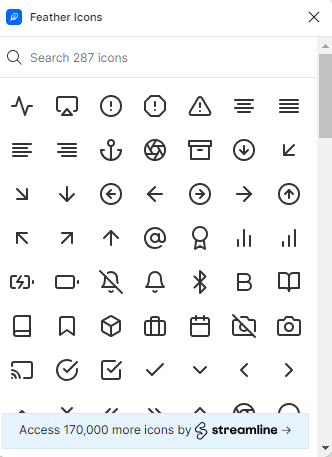 Feather Icons
Search 287 icons
Access 170,000 more icons by streamline →